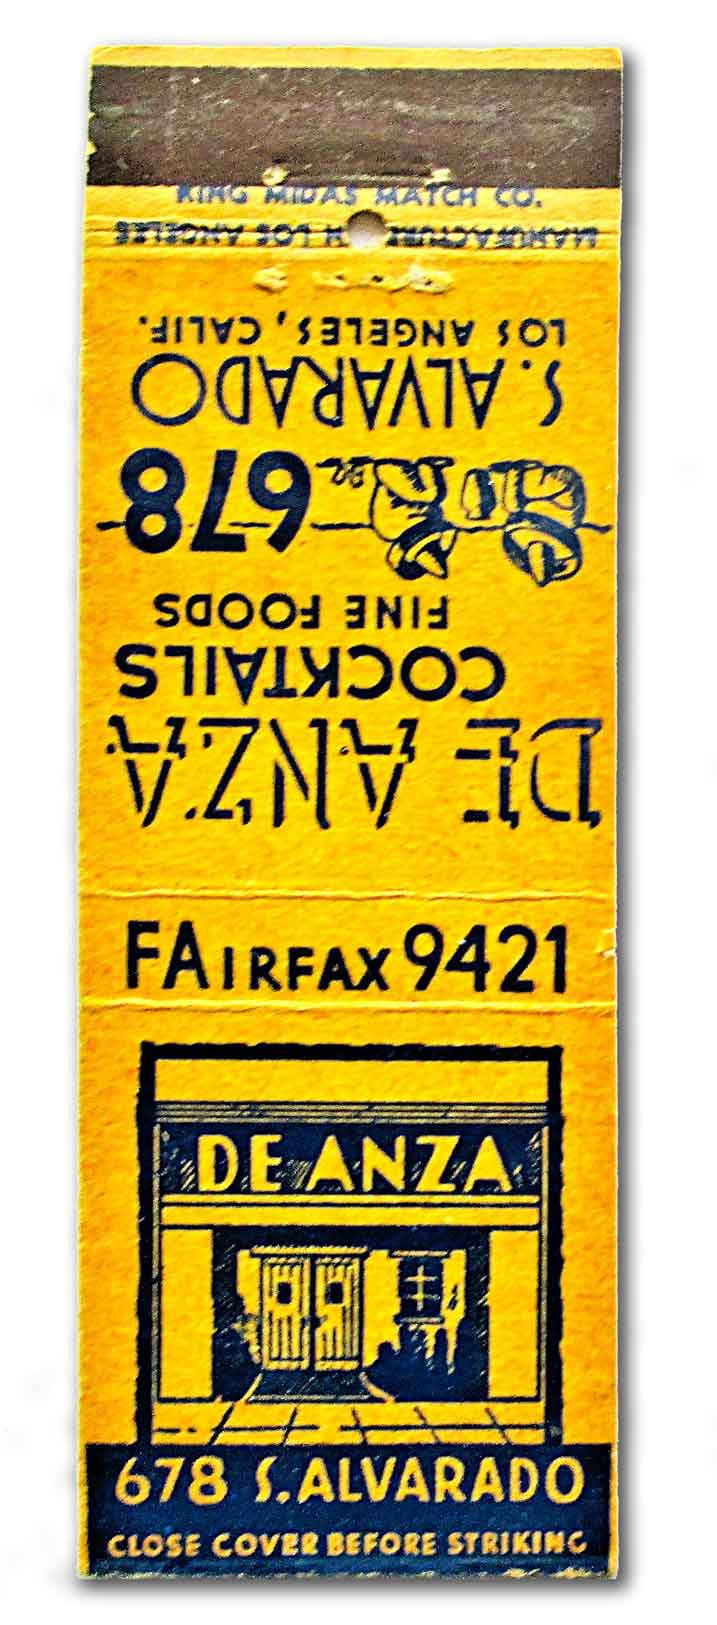 KING MIDAS MATCH CO.
LOS ANGELES
DE ANZA
COCKTAILS
FINE FOODS
678
S. ALVARADO
LOS ANGELES, CALIF.
FAIRFAX 9421
DE ANZA
678 S. ALVARADO
CLOSE COVER BEFORE STRIKING